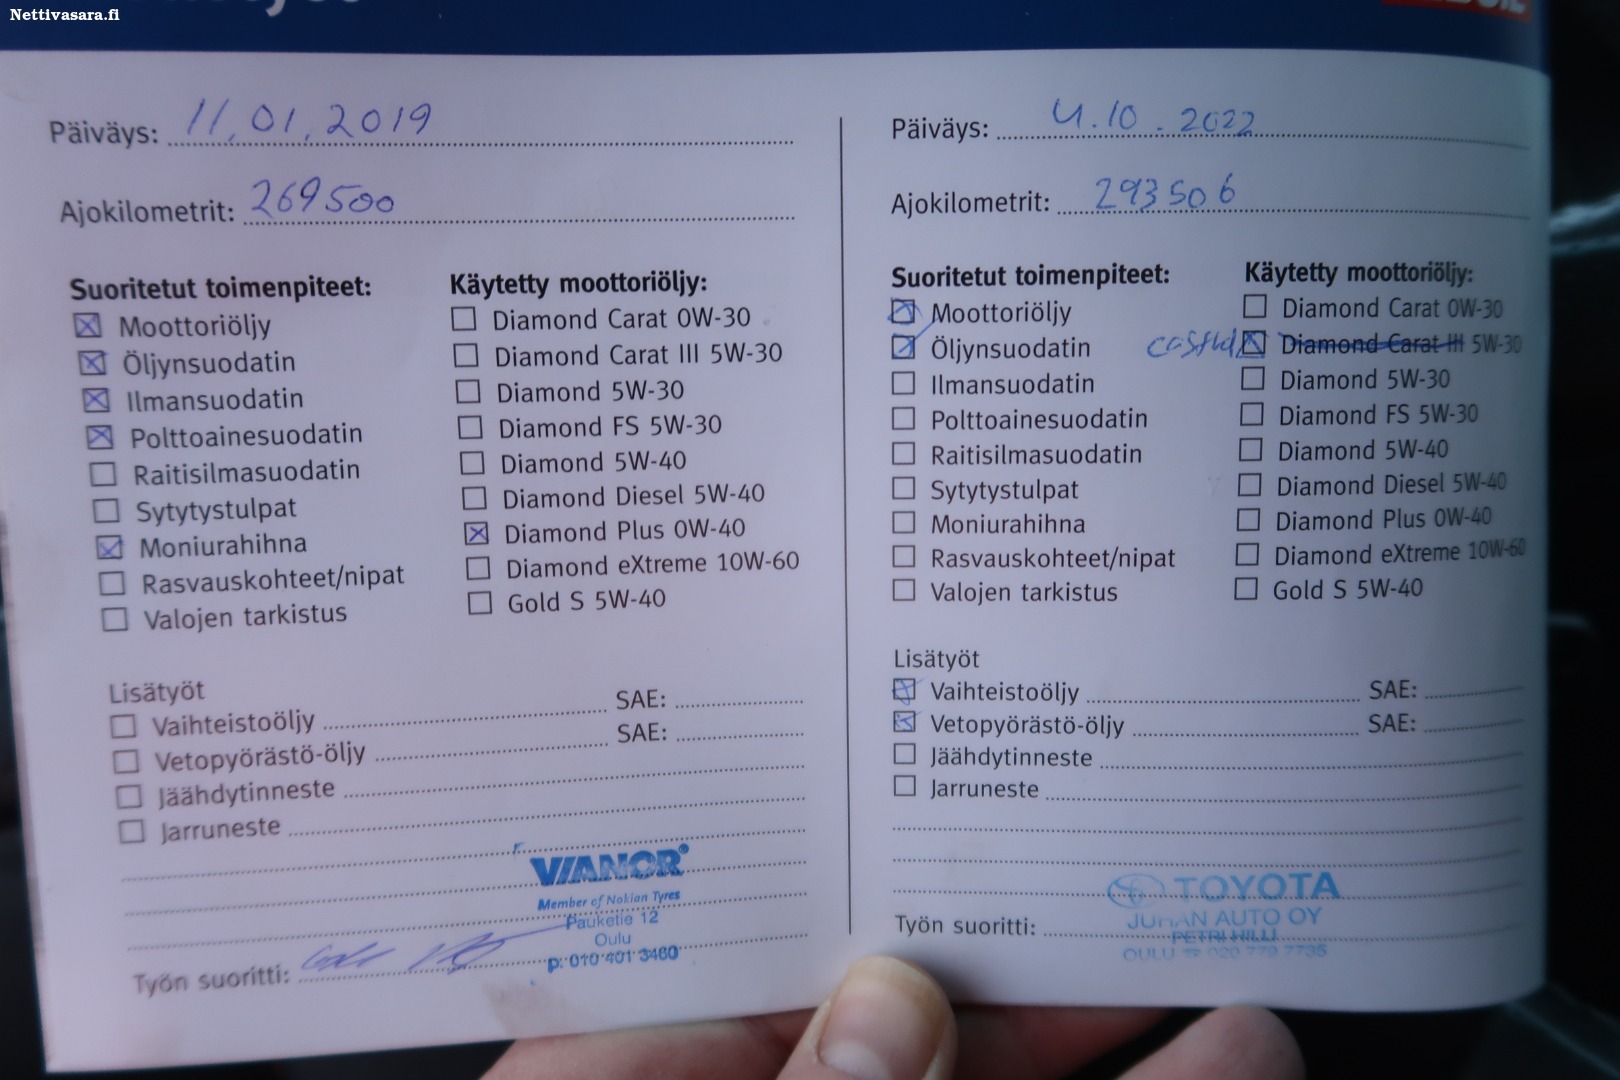 Nettivasara.fi
Päiväys: 11.01.2019
Ajokilometrit: 269500
Suoritetut toimenpiteet:
Moottoriöljy
Öljynsuodatin
Ilmansuodatin
Polttoainesuodatin
Raitisilmasuodatin
Sytytystulpat
Moniurahihna
Rasvauskohteet/nipat
Valojen tarkistus
Käytetty moottoriöljy:
Diamond Carat 0W-30
Diamond Carat III 5W-30
Diamond 5W-30
Diamond FS 5W-30
Diamond 5W-40
Diamond Diesel 5W-40
Diamond Plus 0W-40
Diamond eXtreme 10W-60
Gold S 5W-40
Lisätyöt
Vaihteistoöljy SAE:
Vetopyörästö-öljy SAE:
Jäähdytinneste
Jarruneste
VIANOR
Member of Nokian Tyres
Pauketie 12
Oulu
p. 010 401 3460
Työn suoritti:
Päiväys: 4.10.2022
Ajokilometrit: 293506
Suoritetut toimenpiteet:
Moottoriöljy
Öljynsuodatin
Ilmansuodatin
Polttoainesuodatin
Raitisilmasuodatin
Sytytystulpat
Moniurahihna
Rasvauskohteet/nipat
Valojen tarkistus
Käytetty moottoriöljy:
Diamond Carat 0W-30
Diamond Carat III 5W-30
Diamond 5W-30
Diamond FS 5W-30
Diamond 5W-40
Diamond Diesel 5W-40
Diamond Plus 0W-40
Diamond eXtreme 10W-60
Gold S 5W-40
Lisätyöt
Vaihteistoöljy SAE:
Vetopyörästö-öljy SAE:
Jäähdytinneste
Jarruneste
TOYOTA
JUHAN AUTO OY
Työn suoritti: PETRI HILLI
OULU ☎ 020 779 7735